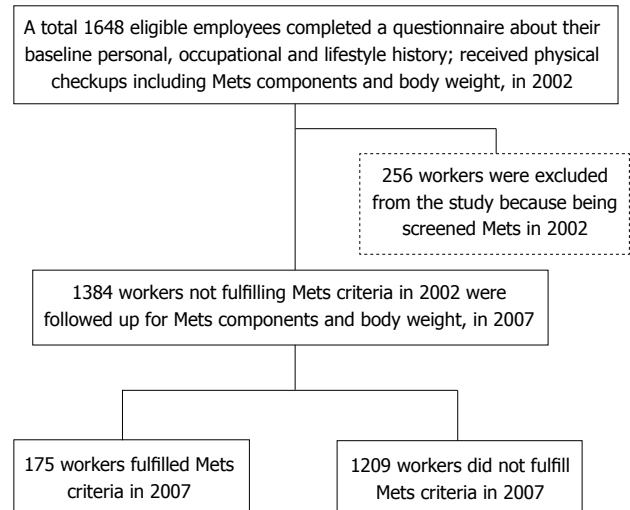 A total 1648 eligible employees completed a questionnaire about their
baseline personal, occupational and lifestyle history; received physical
checkups including Mets components and body weight, in 2002
256 workers were excluded
from the study because being
screened Mets in 2002
1384 workers not fulfilling Mets criteria in 2002 were
followed up for Mets components and body weight, in 2007
175 workers fulfilled Mets
criteria in 2007
1209 workers did not fulfill
Mets criteria in 2007